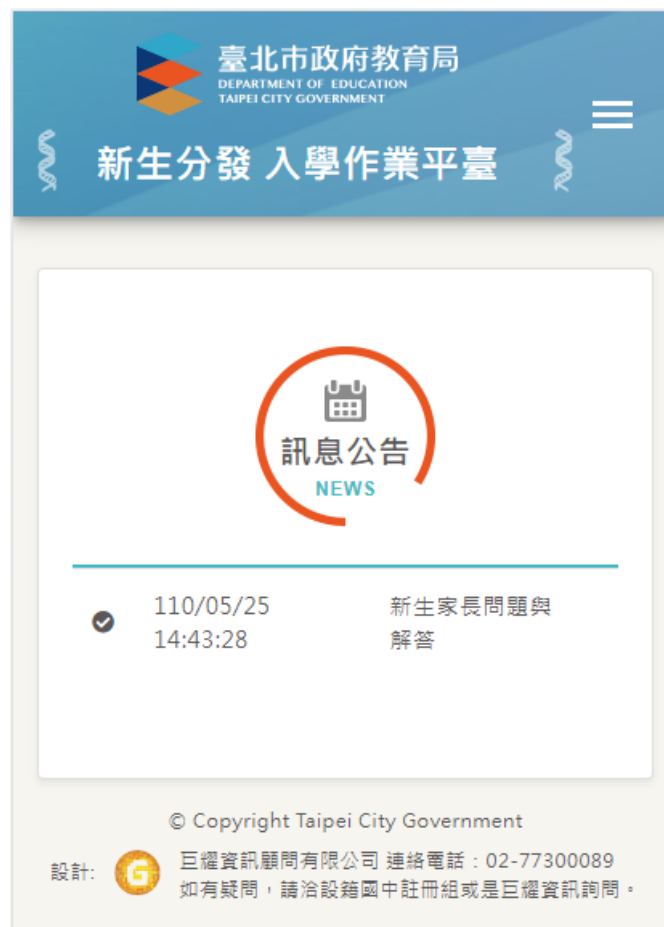 臺北市政府教育局
DEPARTMENT OF EDUCATION
TAIPEI CITY GOVERNMENT
新生分發 入學作業平臺
訊息公告
NEWS
110/05/25
14:43:28
新生家長問題與
解答
© Copyright Taipei City Government
設計:
G
巨耀資訊顧問有限公司 連絡電話：02-77300089
如有疑問，請洽設籍國中註冊組或是巨耀資訊詢問。